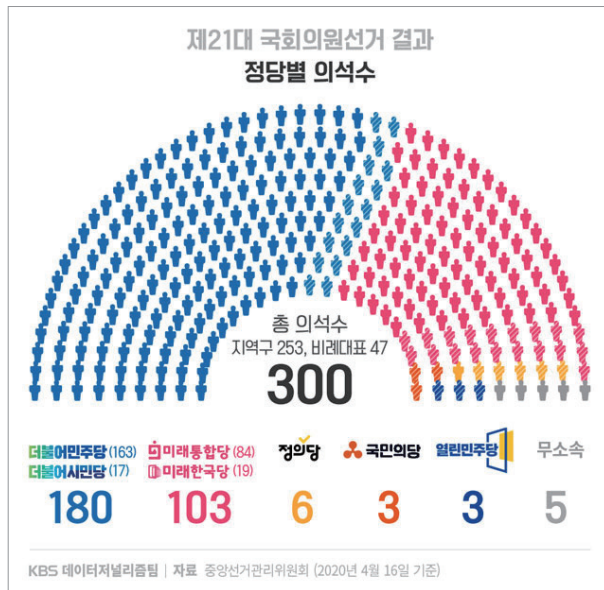 제21대 국회의원선거 결과
정당별 의석수
총 의석수
지역구 253, 비례대표 47
300
더불어민주당(163) 미래통합당(84) 정의당 국민의당 열린민주당 무소속
더불어시민당(17) 미래한국당(19)
180 103 6 3 3 5
KBS 데이터저널리즘팀 | 자료 중앙선거관리위원회 (2020년 4월 16일 기준)